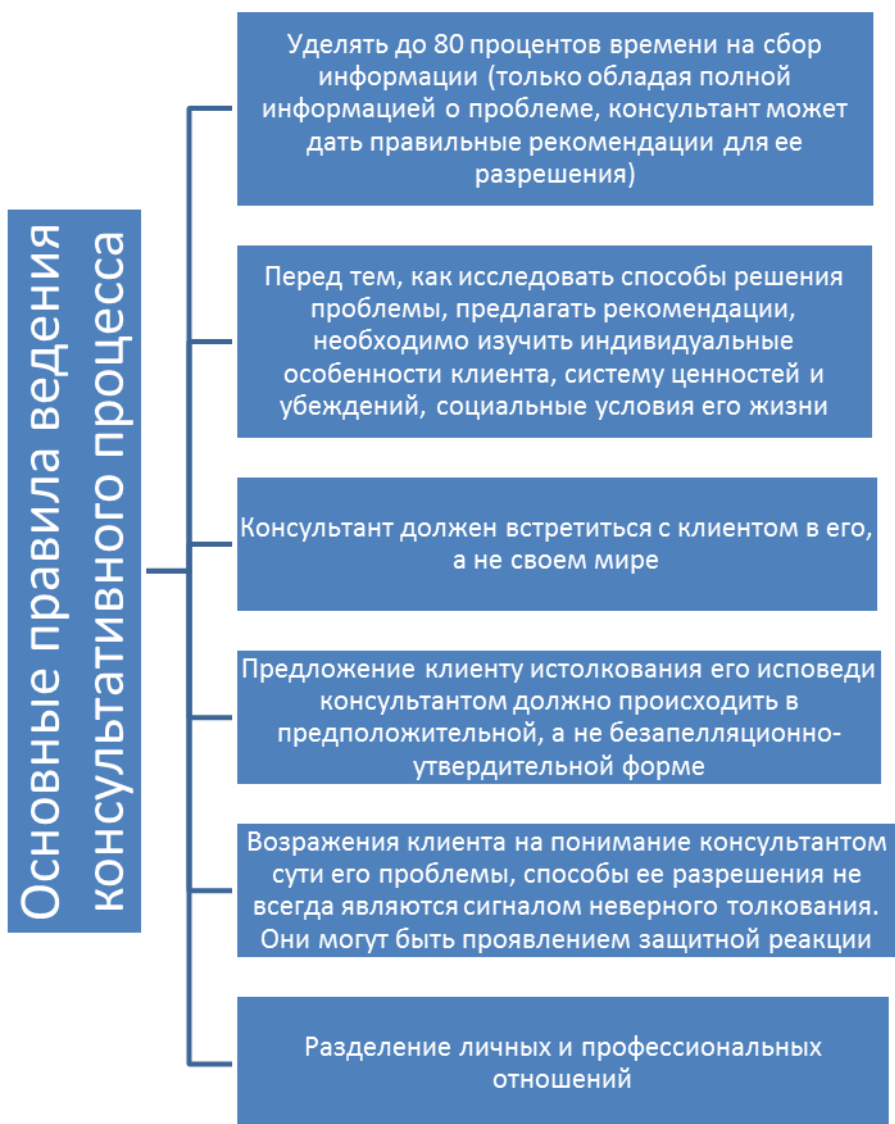 Основные правила ведения
консультативного процесса
Уделять до 80 процентов времени на сбор
информации (только обладая полной
информацией о проблеме, консультант может
дать правильные рекомендации для ее
разрешения)
Перед тем, как исследовать способы решения
проблемы, предлагать рекомендации,
необходимо изучить индивидуальные
особенности клиента, систему ценностей и
убеждений, социальные условия его жизни
Консультант должен встретиться с клиентом в его,
а не своем мире
Предложение клиенту истолкования его исповеди
консультантом должно происходить в
предположительной, а не безапелляционно-
утвердительной форме
Возражения клиента на понимание консультантом
сути его проблемы, способы ее разрешения не
всегда являются сигналом неверного толкования.
Они могут быть проявлением защитной реакции
Разделение личных и профессиональных
отношений